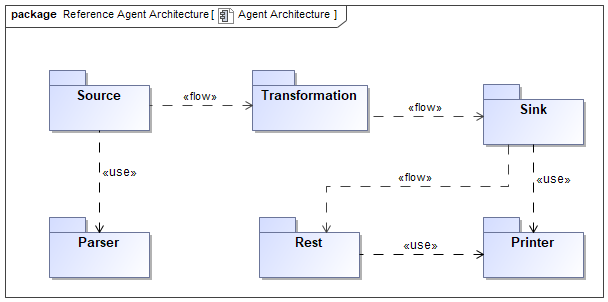 package Reference Agent Architecture [ Agent Architecture ]
Source
«flow»
Transformation
«flow»
Sink
«use»
«flow»
«use»
Parser
Rest
«use»
Printer